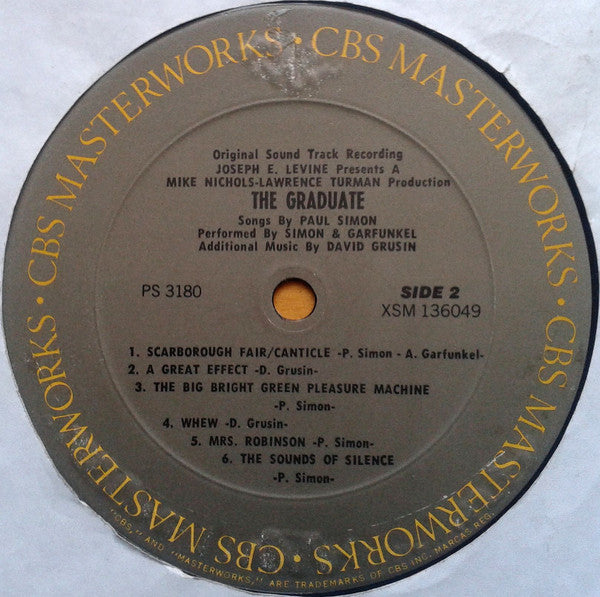 CBS MASTERWORKS · CBS MASTERWORKS · CBS MASTERWORKS · CBS MASTERWORKS ·
Original Sound Track Recording
JOSEPH E. LEVINE Presents A
MIKE NICHOLS-LAWRENCE TURMAN Production
THE GRADUATE
Songs By PAUL SIMON
Performed By SIMON & GARFUNKEL
Additional Music By DAVID GRUSIN
PS 3180
SIDE 2
XSM 136049
1. SCARBOROUGH FAIR/CANTICLE -P. Simon - A. Garfunkel-
2. A GREAT EFFECT -D. Grusin-
3. THE BIG BRIGHT GREEN PLEASURE MACHINE
-P. Simon-
4. WHEW -D. Grusin-
5. MRS. ROBINSON -P. Simon-
6. THE SOUNDS OF SILENCE
-P. Simon-
"CBS," AND "MASTERWORKS," ARE TRADEMARKS OF CBS INC. MARCAS REG.